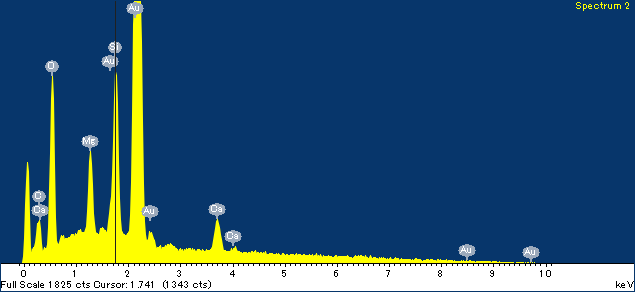 Spectrum 2
Au
Si
Au
O
Mg
C
Ca
Au
Ca
Ca
Au
Au
0 1 2 3 4 5 6 7 8 9 10
Full Scale 1825 cts Cursor: 1.741 (1343 cts) keV